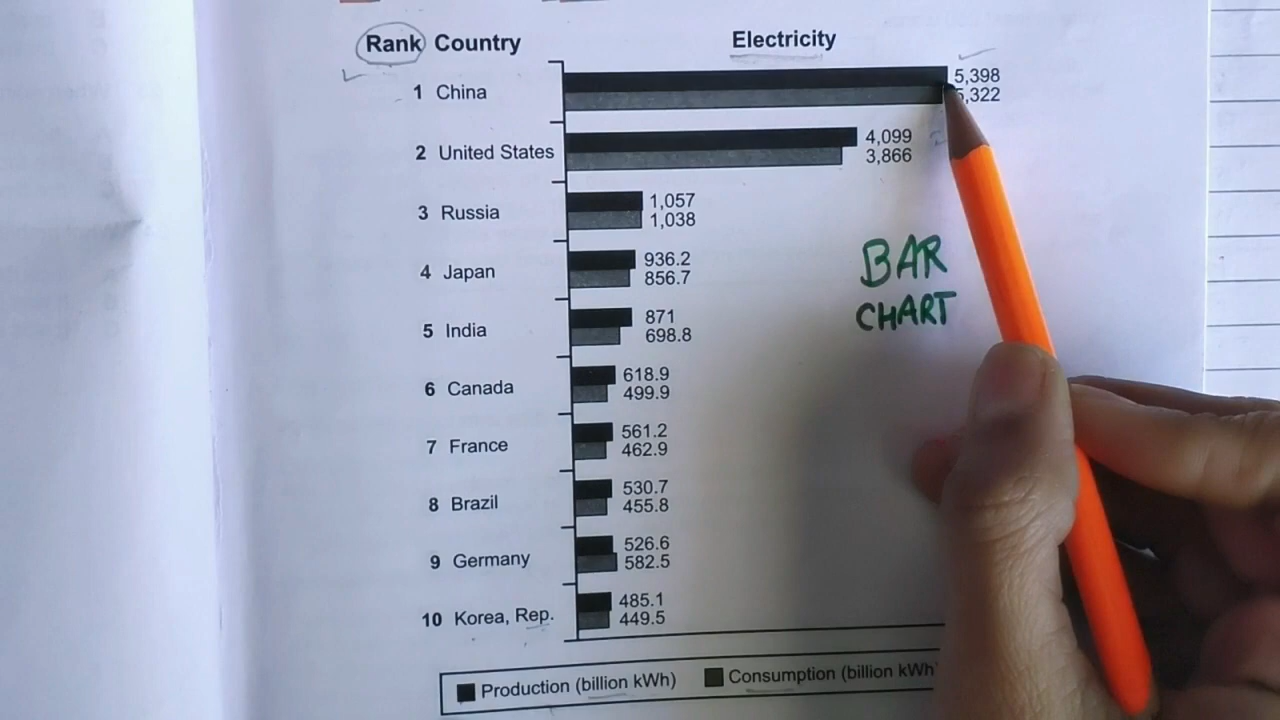 Rank Country Electricity
1 China 5,398
5,322
2 United States 4,099
3,866
3 Russia 1,057
1,038
4 Japan 936.2
856.7
5 India 871
698.8
6 Canada 618.9
499.9
7 France 561.2
462.9
8 Brazil 530.7
455.8
9 Germany 526.6
582.5
10 Korea, Rep. 485.1
449.5
BAR
CHART
Production (billion kWh) Consumption (billion kWh)